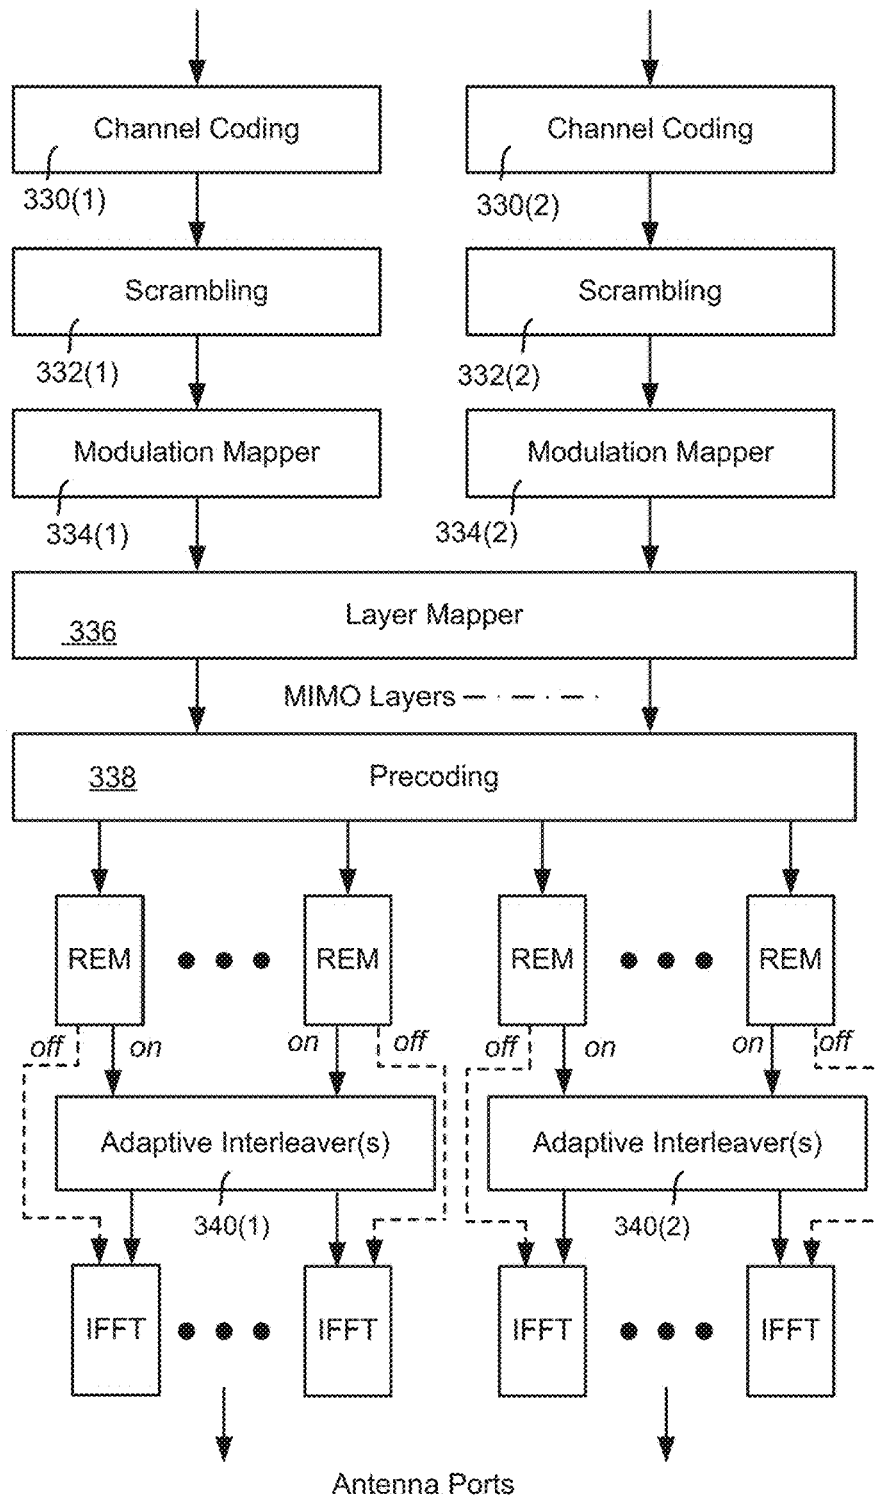 Channel Coding
Channel Coding
330(1)
330(2)
Scrambling
Scrambling
332(1)
332(2)
Modulation Mapper
Modulation Mapper
334(1)
334(2)
Layer Mapper
336
MIMO Layers
338
Precoding
REM
REM
REM
REM
off
on
on
off
off
on
on
off
Adaptive Interleaver(s)
Adaptive Interleaver(s)
340(1)
340(2)
IFFT
IFFT
IFFT
IFFT
Antenna Ports